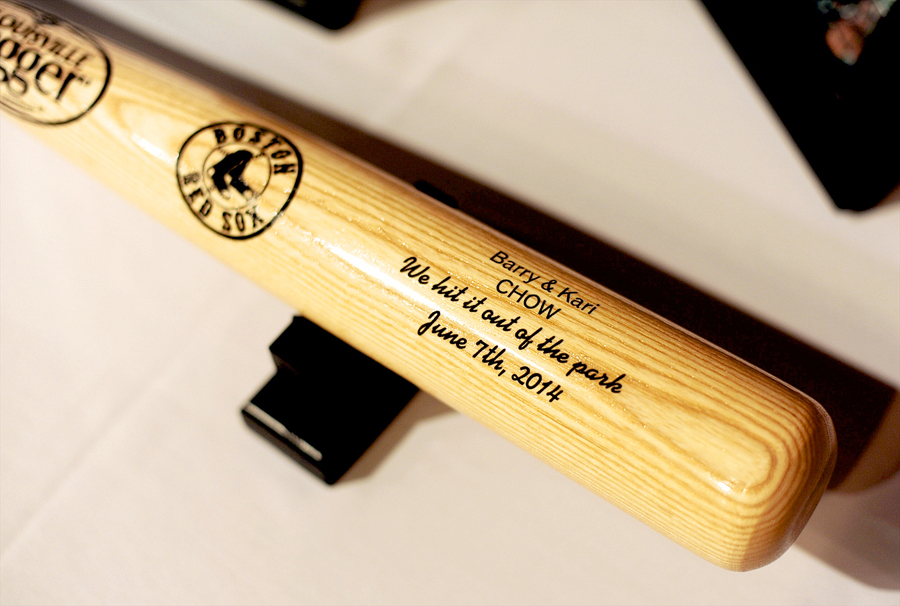 LOUISVILLE
Slugger
BOSTON
RED SOX
Barry & Kari
CHOW
We hit it out of the park
June 7th, 2014